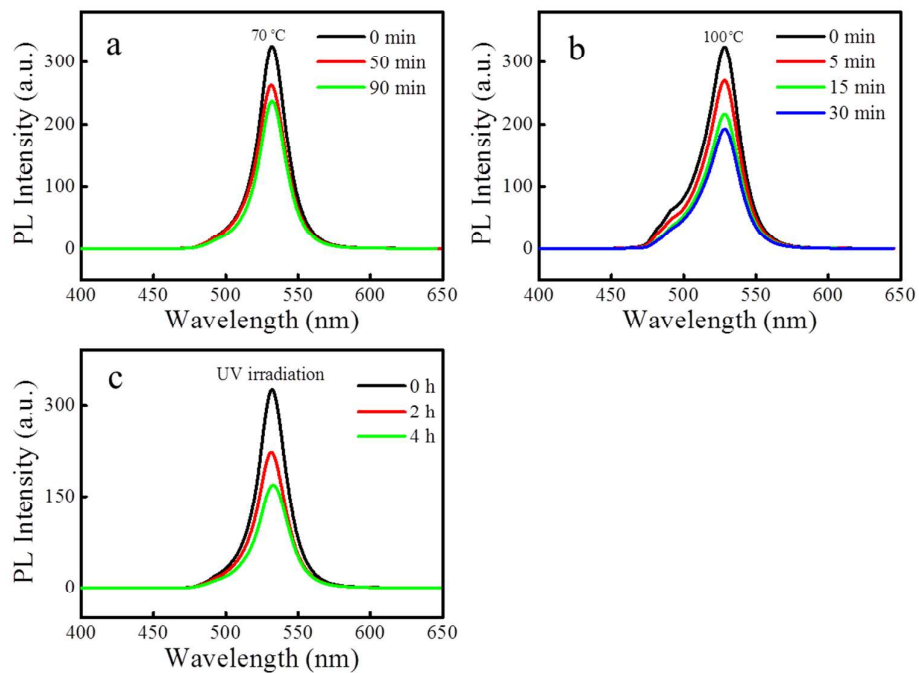 a
70 °C
0 min
50 min
90 min
300
200
100
0
PL Intensity (a.u.)
400 450 500 550 600 650
Wavelength (nm)
b
100°C
0 min
5 min
15 min
30 min
300
200
100
0
PL Intensity (a.u.)
400 450 500 550 600 650
Wavelength (nm)
c
UV irradiation
0 h
2 h
4 h
300
150
0
PL Intensity (a.u.)
400 450 500 550 600 650
Wavelength (nm)